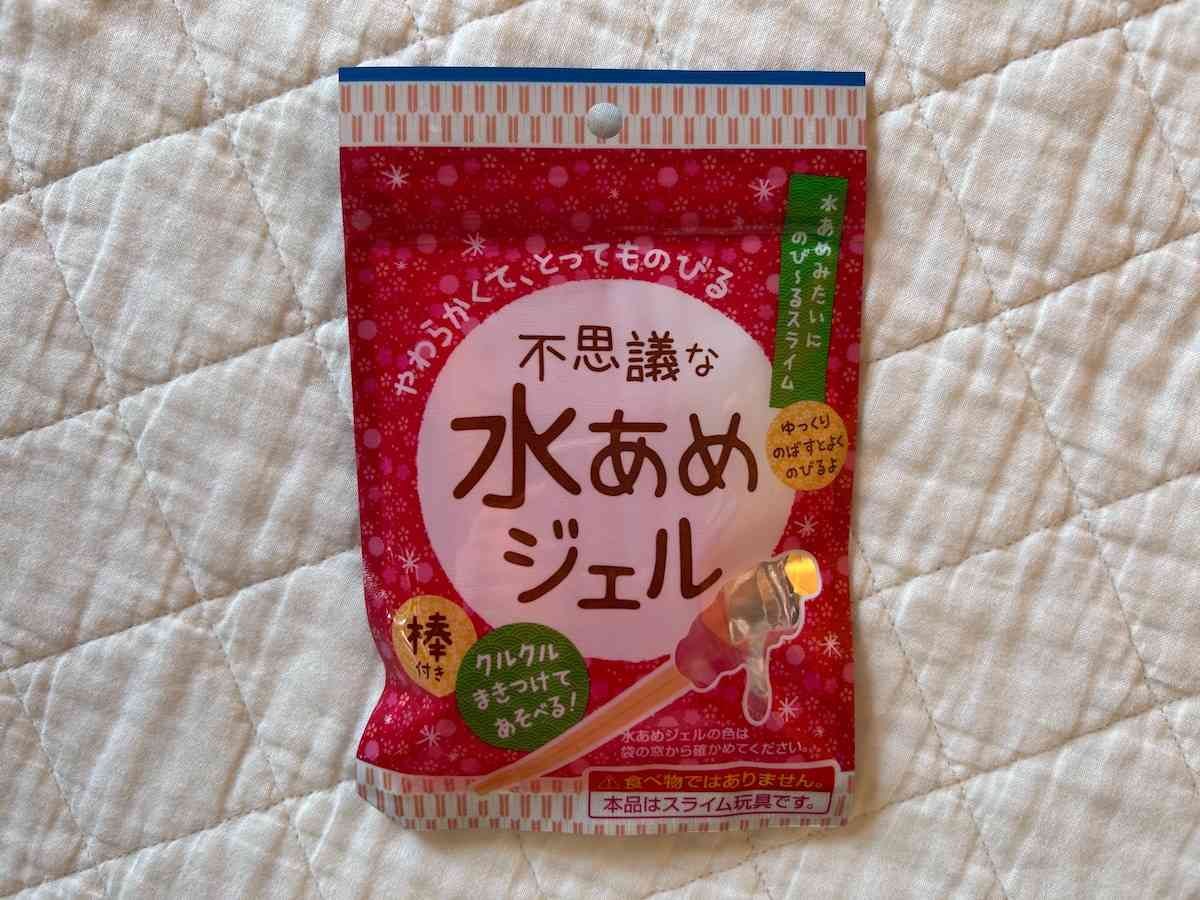 水あめみたいに
のび～るスライム
やわらかくて、とってものびる
不思議な
水あめ
ジェル
ゆっくり
のばすとよく
のびるよ
棒
付き
クルクル
まきつけて
あそべる!
水あめジェルの色は
袋の窓から確かめてください。
⚠食べ物ではありません。
本品はスライム玩具です。